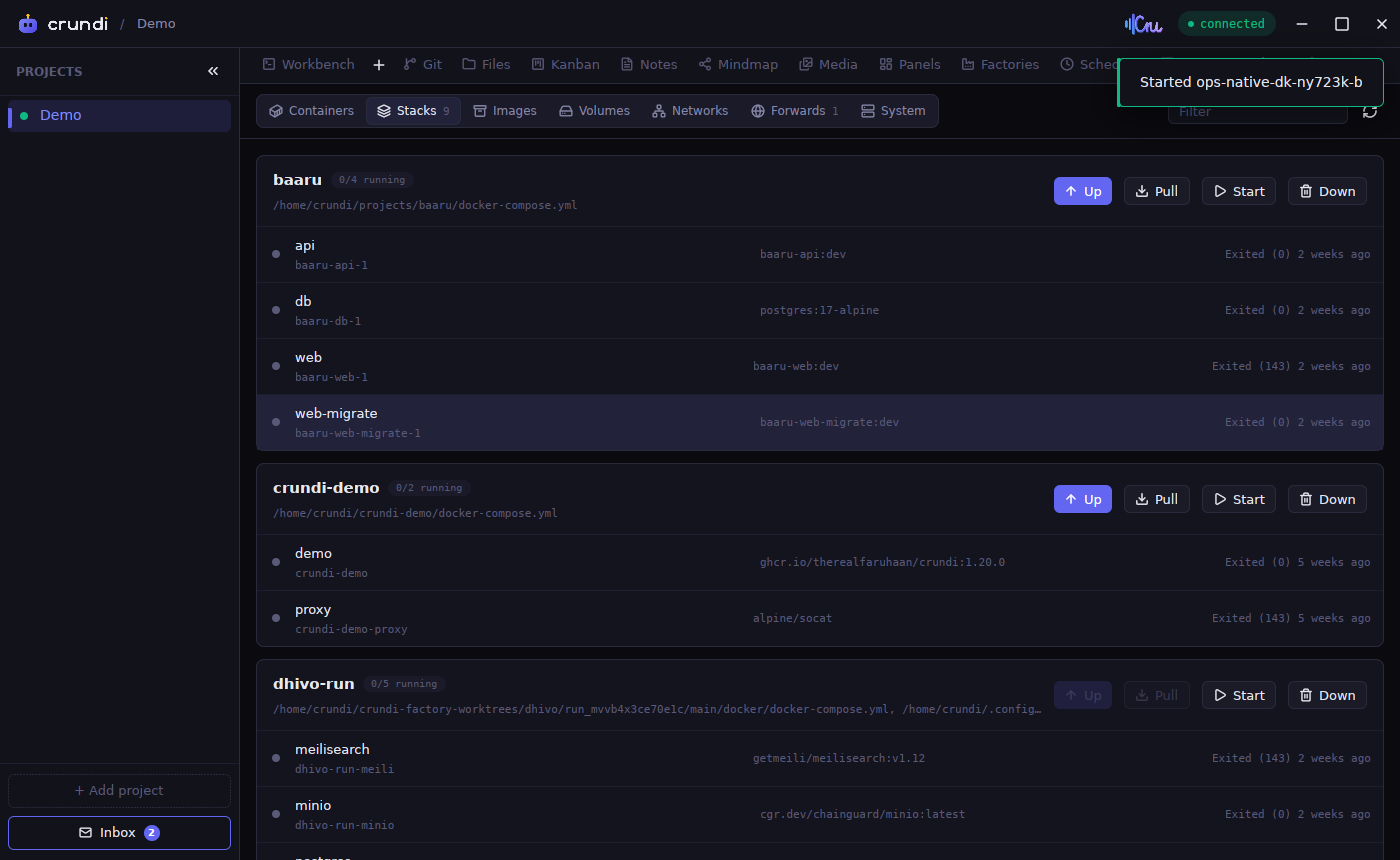 crundi / Demo
Cru
connected
PROJECTS
Demo
+ Add project
Inbox 2
Workbench + Git Files Kanban Notes Mindmap Media Panels Factories
Started ops-native-dk-ny723k-b
Containers Stacks 9 Images Volumes Networks Forwards 1 System
Filter
baaru 0/4 running
/home/crundi/projects/baaru/docker-compose.yml
Up Pull Start Down
api
baaru-api-1
baaru-api:dev
Exited (0) 2 weeks ago
db
baaru-db-1
postgres:17-alpine
Exited (0) 2 weeks ago
web
baaru-web-1
baaru-web:dev
Exited (143) 2 weeks ago
web-migrate
baaru-web-migrate-1
baaru-web-migrate:dev
Exited (0) 2 weeks ago
crundi-demo 0/2 running
/home/crundi/crundi-demo/docker-compose.yml
Up Pull Start Down
demo
crundi-demo
ghcr.io/therealfaruhaan/crundi:1.20.0
Exited (0) 5 weeks ago
proxy
crundi-demo-proxy
alpine/socat
Exited (143) 5 weeks ago
dhivo-run 0/5 running
/home/crundi/crundi-factory-worktrees/dhivo/run_mvvb4x3ce70e1c/main/docker/docker-compose.yml, /home/crundi/.config…
Up Pull Start Down
meilisearch
dhivo-run-meili
getmeili/meilisearch:v1.12
Exited (143) 2 weeks ago
minio
dhivo-run-minio
cgr.dev/chainguard/minio:latest
Exited (0) 2 weeks ago